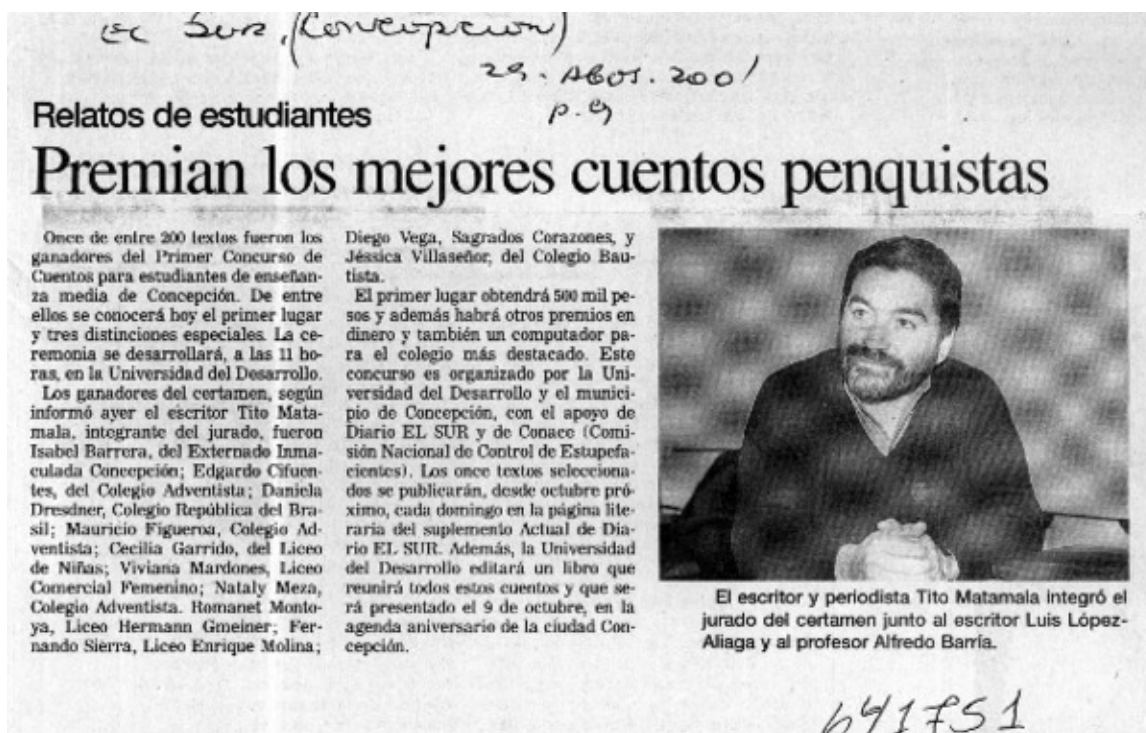 El Sur, (Concepción)
29. AGOS. 2001
p. 9
Relatos de estudiantes
Premian los mejores cuentos penquistas
Once de entre 200 textos fueron los
ganadores del Primer Concurso de
Cuentos para estudiantes de enseñan-
za media de Concepción. De entre
ellos se conocerá hoy el primer lugar
y tres distinciones especiales. La ce-
remonia se desarrollará, a las 11 ho-
ras, en la Universidad del Desarrollo.
Los ganadores del certamen, según
informó ayer el escritor Tito Mata-
mala, integrante del jurado, fueron
Isabel Barrera, del Externado Inma-
culada Concepción; Edgardo Cifuen-
tes, del Colegio Adventista; Daniela
Dresdner, Colegio República del Bra-
sil; Mauricio Figueroa, Colegio Ad-
ventista; Cecilia Garrido, del Liceo
de Niñas; Viviana Mardones, Liceo
Comercial Femenino; Nataly Meza,
Colegio Adventista. Romanet Monto-
ya, Liceo Hermann Gmeiner; Fer-
nando Sierra, Liceo Enrique Molina;
Diego Vega, Sagrados Corazones, y
Jéssica Villaseñor, del Colegio Bau-
tista.
El primer lugar obtendrá 500 mil pe-
sos y además habrá otros premios en
dinero y también un computador pa-
ra el colegio más destacado. Este
concurso es organizado por la Uni-
versidad del Desarrollo y el munici-
pio de Concepción, con el apoyo de
Diario EL SUR y de Conace (Comi-
sión Nacional de Control de Estupefa-
cientes). Los once textos selecciona-
dos se publicarán, desde octubre pró-
ximo, cada domingo en la página lite-
raria del suplemento Actual de Dia-
rio EL SUR. Además, la Universidad
del Desarrollo editará un libro que
reunirá todos estos cuentos y que se-
rá presentado el 9 de octubre, en la
agenda aniversario de la ciudad Con-
cepción.
El escritor y periodista Tito Matamala integró el
jurado del certamen junto al escritor Luis López-
Aliaga y al profesor Alfredo Barría.
641751